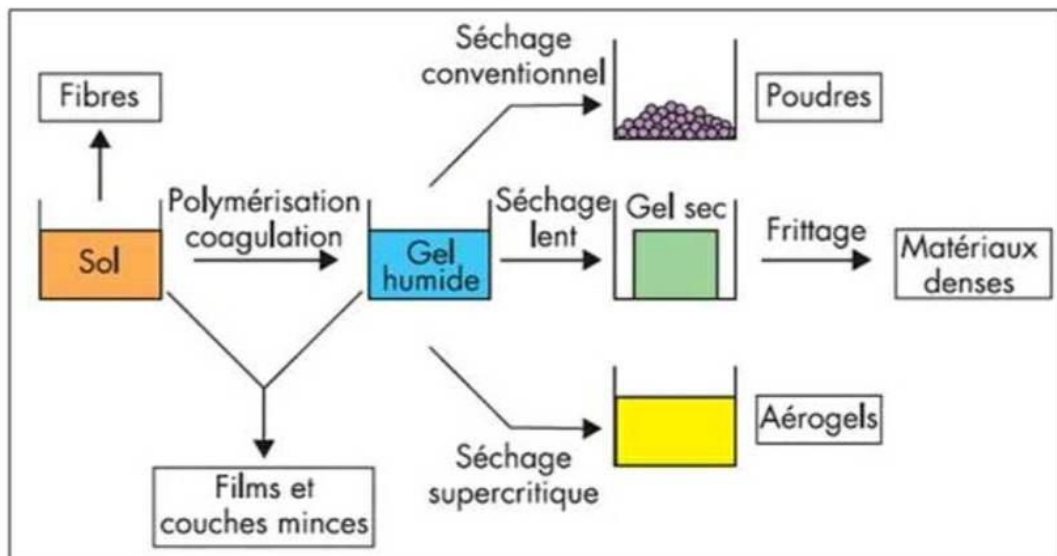 Séchage
conventionnel
Fibres
Poudres
Polymérisation
coagulation
Séchage
lent
Gel sec
Frittage
Sol
Gel
humide
Matériaux
denses
Aérogels
Séchage
supercritique
Films et
couches minces